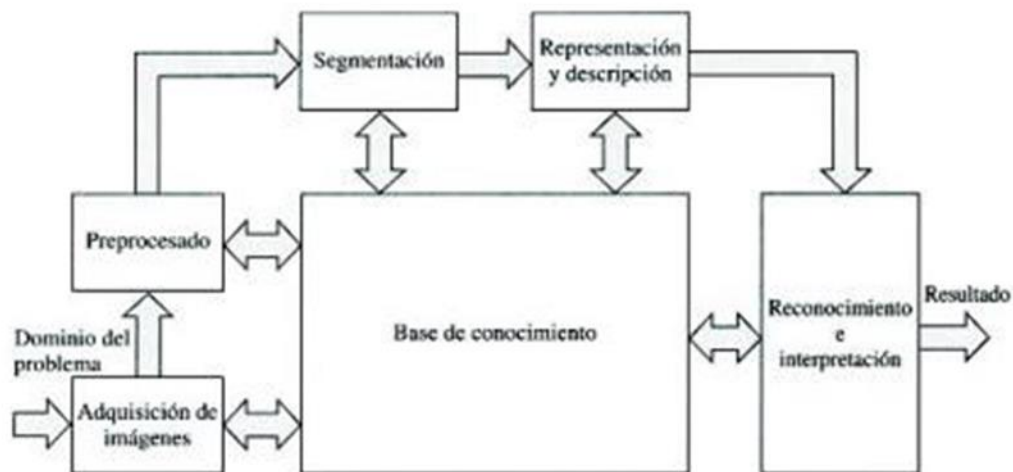 Segmentación
Representación
y descripción
Preprocesado
Base de conocimiento
Reconocimiento
e
interpretación
Resultado
Dominio del
problema
Adquisición de
imágenes